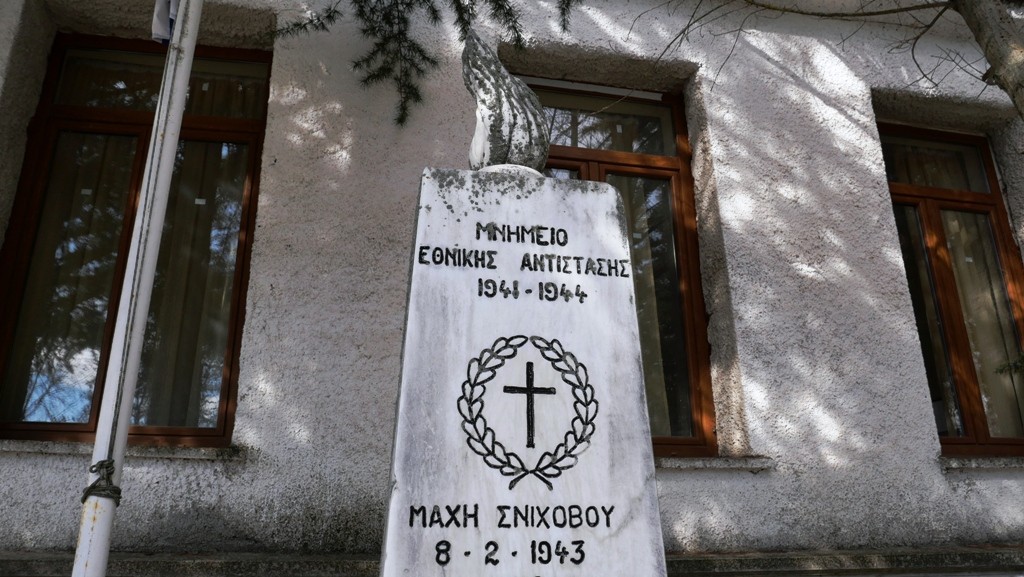 ΜΝΗΜΕΙΟ
ΕΘΝΙΚΗΣ ΑΝΤΙΣΤΑΣΗΣ
1941-1944
ΜΑΧΗ ΣΝΙΧΟΒΟΥ
8·2·1943